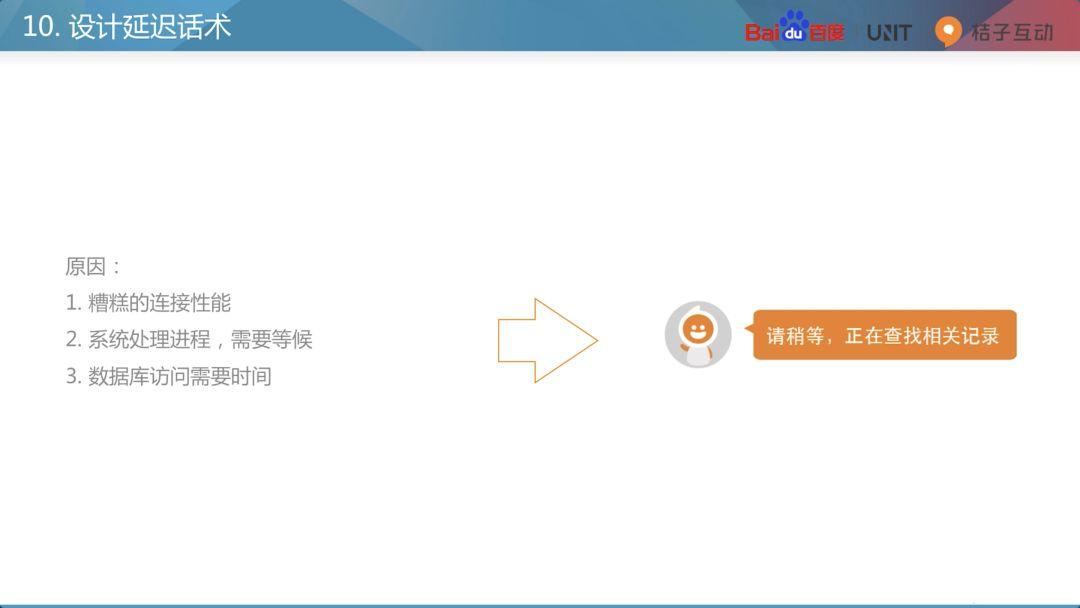 10. 设计延迟话术
Bai du 百度 UNIT 桔子互动
原因：
1. 糟糕的连接性能
2. 系统处理进程，需要等候
3. 数据库访问需要时间
请稍等，正在查找相关记录